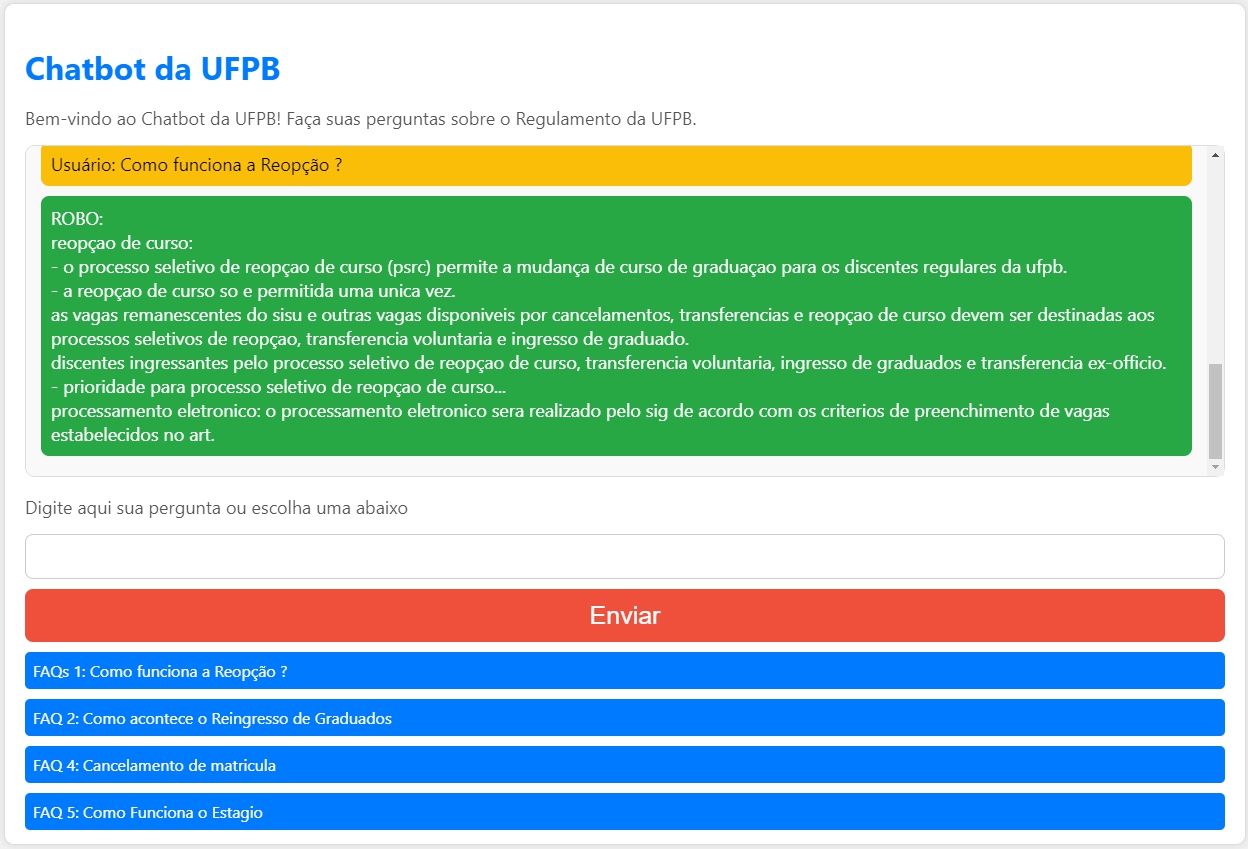 Chatbot da UFPB
Bem-vindo ao Chatbot da UFPB! Faça suas perguntas sobre o Regulamento da UFPB.
Usuário: Como funciona a Reopção ?
ROBO:
reopçao de curso:
- o processo seletivo de reopçao de curso (psrc) permite a mudança de curso de graduaçao para os discentes regulares da ufpb.
- a reopçao de curso so e permitida uma unica vez.
as vagas remanescentes do sisu e outras vagas disponiveis por cancelamentos, transferencias e reopçao de curso devem ser destinadas aos
processos seletivos de reopçao, transferencia voluntaria e ingresso de graduado.
discentes ingressantes pelo processo seletivo de reopçao de curso, transferencia voluntaria, ingresso de graduados e transferencia ex-officio.
- prioridade para processo seletivo de reopçao de curso...
processamento eletronico: o processamento eletronico sera realizado pelo sig de acordo com os criterios de preenchimento de vagas
estabelecidos no art.
Digite aqui sua pergunta ou escolha uma abaixo
Enviar
FAQs 1: Como funciona a Reopção ?
FAQ 2: Como acontece o Reingresso de Graduados
FAQ 4: Cancelamento de matricula
FAQ 5: Como Funciona o Estagio